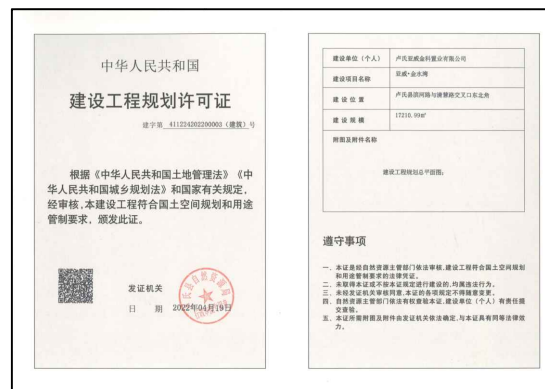 中华人民共和国
建设工程规划许可证
建字第 411224202200003（建筑）号
根据《中华人民共和国土地管理法》《中
华人民共和国城乡规划法》和国家有关规定，
经审核，本建设工程符合国土空间规划和用途
管制要求，颁发此证。
发证机关
日 期 2022年04月19日
建设单位（个人） 卢氏亚威金科置业有限公司
建设项目名称 亚威·金水湾
建设位置 卢氏县滨河路与唐暨路交叉口东北角
建设规模 17210.99m²
附图及附件名称
建设工程规划总平面图；
遵守事项
一、本证是经自然资源主管部门依法审核，建设工程符合国土空间规划
和用途管制要求的法律凭证。
二、未取得本证或不按本证规定进行建设的，均属违法行为。
三、未经发证机关审核同意，本证的各项规定不得随意变更。
四、自然资源主管部门依法有权查验本证，建设单位（个人）有责任提
交查验。
五、本证所需附图及附件由发证机关依法确定，与本证具有同等法律效
力。